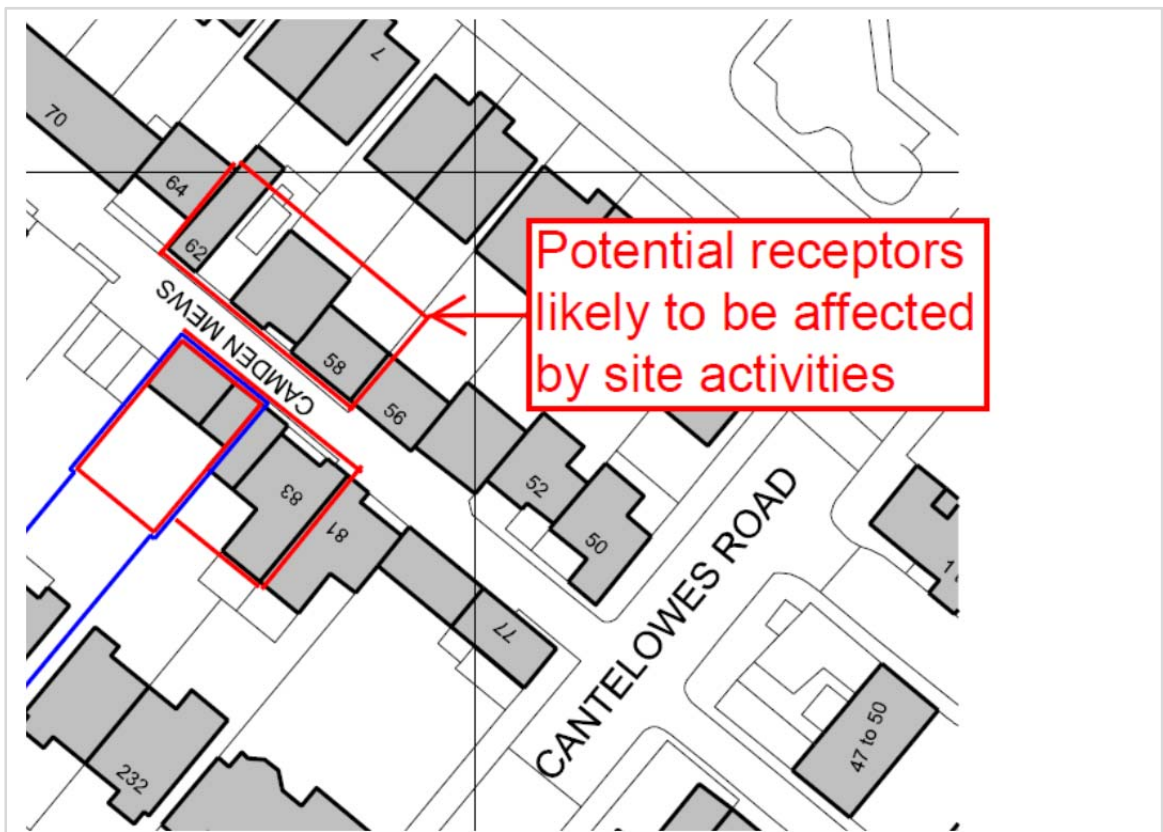 7
70
64
62
Potential receptors
likely to be affected
by site activities
CAMDEN MEWS
58
56
83
81
52
50
77
CANTELOWES ROAD
47 to 50
232